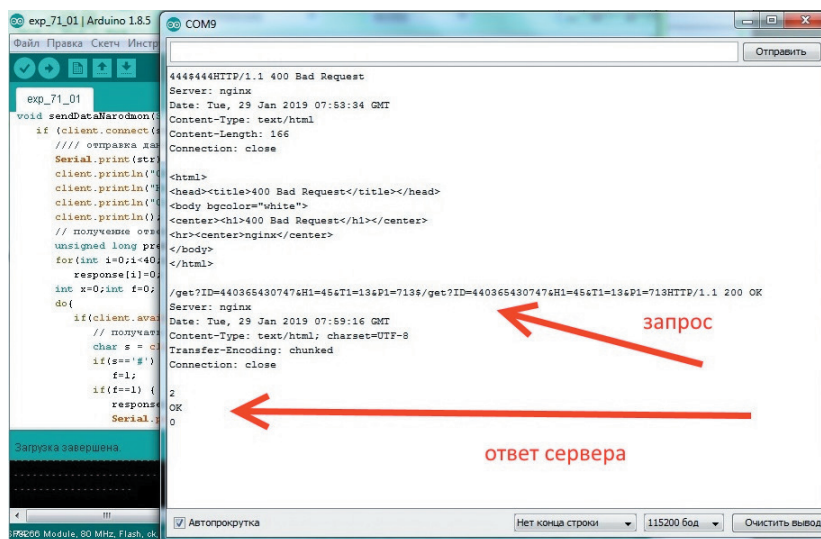 exp_71_01 | Arduino 1.8.5
Файл Правка Скетч
exp_71_01
void sendDataNarodmon(
if (client.connect(
//// отправка
Serial.print(str)
client.println("
client.println("
client.println("
client.println();
// получение
unsigned long
for(int i=0;i<40;
response[i]=0;
int x=0;int f=0;
do{
if(client.
//
char s =
if(s=='#')
f=1;
if(f==1) {
response
Serial.
Загрузка завершена.
Module, 80 MHz, Flash, ok,
COM9
Отправить
444$444HTTP/1.1 400 Bad Request
Server: nginx
Date: Tue, 29 Jan 2019 07:53:34 GMT
Content-Type: text/html
Content-Length: 166
Connection: close
<html>
<head><title>400 Bad Request</title></head>
<body bgcolor="white">
<center><h1>400 Bad Request</h1></center>
<hr><center>nginx</center>
</body>
</html>
/get?ID=440365430747&H1=45&T1=13&P1=713$/get?ID=440365430747&H1=45&T1=13&P1=713HTTP/1.1 200 OK
Server: nginx
Date: Tue, 29 Jan 2019 07:59:16 GMT
Content-Type: text/html; charset=UTF-8
Transfer-Encoding: chunked
Connection: close
2
OK
0
запрос
ответ сервера
Автопрокрутка
Нет конца строки
115200 бод
Очистить вывод